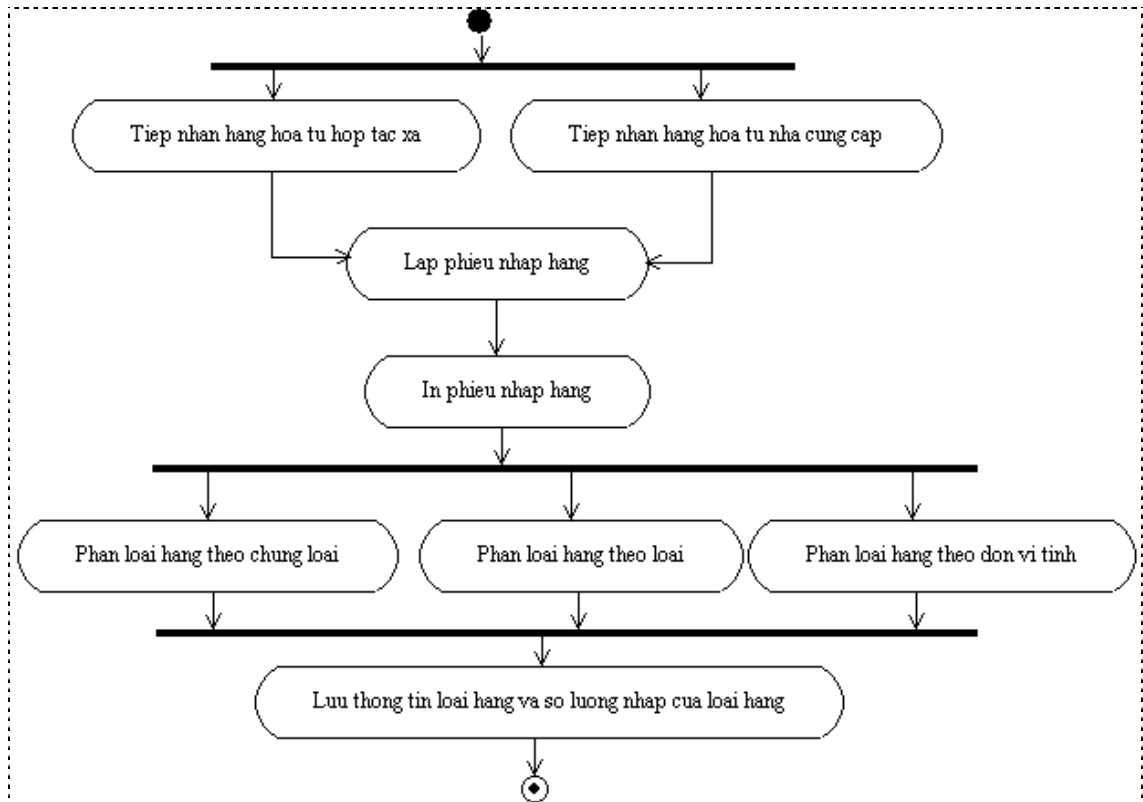 Tiep nhan hang hoa tu hop tac xa
Tiep nhan hang hoa tu nha cung cap
Lap phieu nhap hang
In phieu nhap hang
Phan loai hang theo chung loai
Phan loai hang theo loai
Phan loai hang theo don vi tinh
Luu thong tin loai hang va so luong nhap cua loai hang